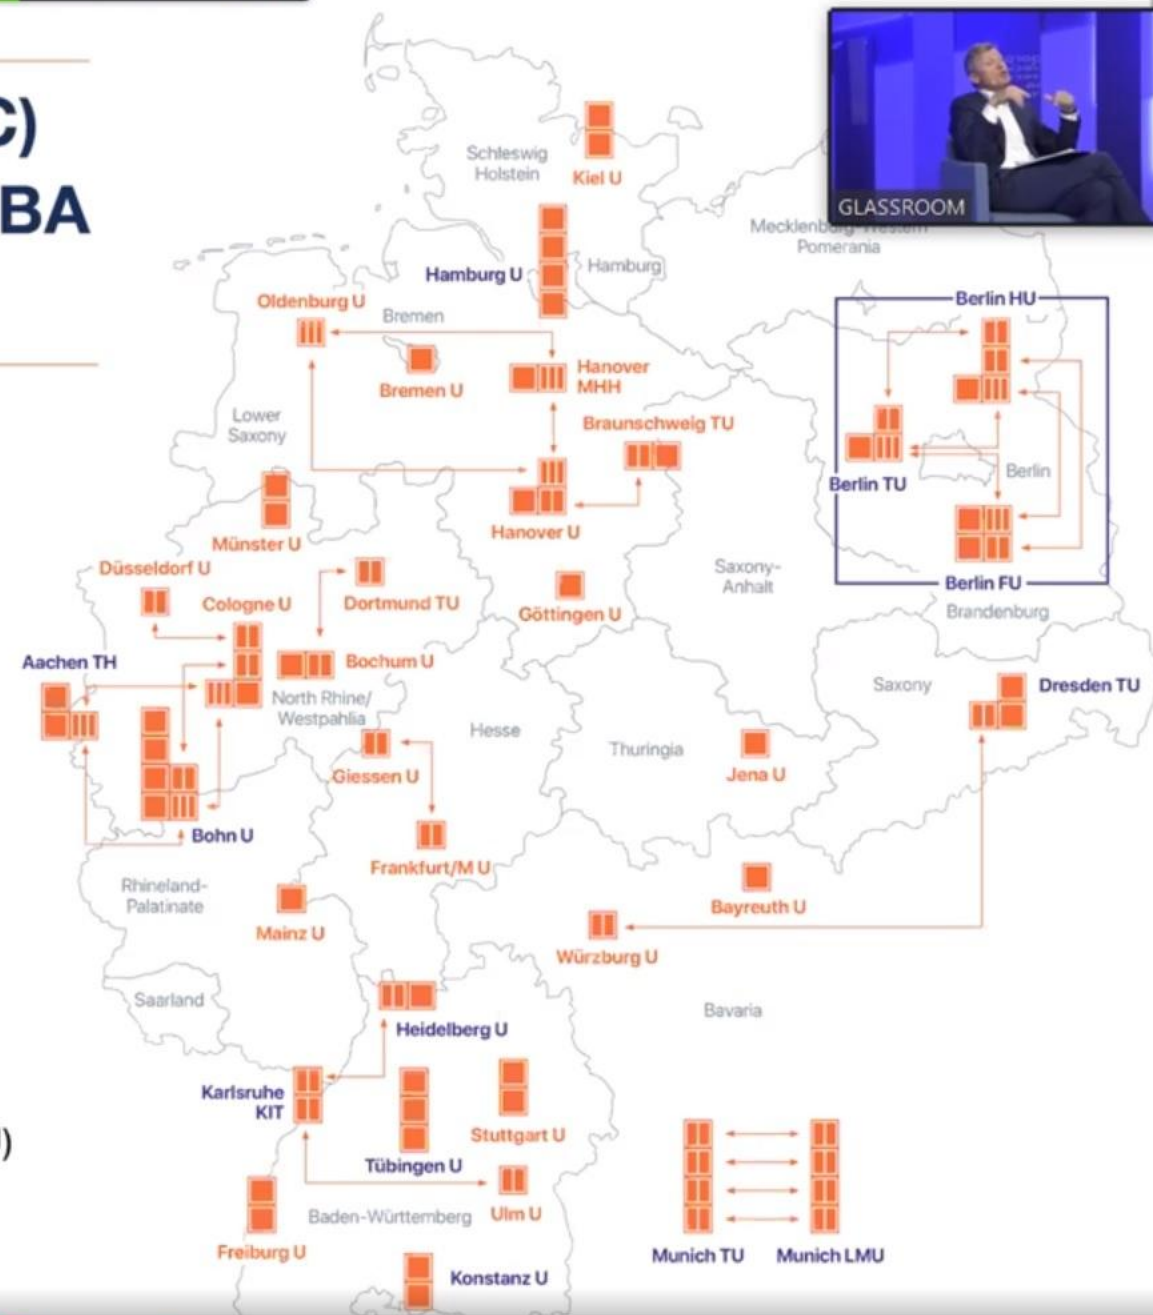 C)
BA
GLASSROOM
Schleswig
Holstein
Kiel U
Mecklenburg-Western
Pomerania
Hamburg U
Hamburg
Oldenburg U
Bremen
Berlin HU
Bremen U
Hanover
MHH
Lower
Saxony
Braunschweig TU
Berlin
Berlin TU
Münster U
Hanover U
Düsseldorf U
Saxony-
Anhalt
Berlin FU
Cologne U
Dortmund TU
Göttingen U
Brandenburg
Aachen TH
Bochum U
North Rhine/
Westpahlia
Saxony
Dresden TU
Hesse
Thuringia
Giessen U
Jena U
Bohn U
Frankfurt/M U
Rhineland-
Palatinate
Mainz U
Bayreuth U
Würzburg U
Saarland
Bavaria
Heidelberg U
Karlsruhe
KIT
Stuttgart U
Tübingen U
Ulm U
Baden-Württemberg
Freiburg U
Munich TU
Munich LMU
Konstanz U
)